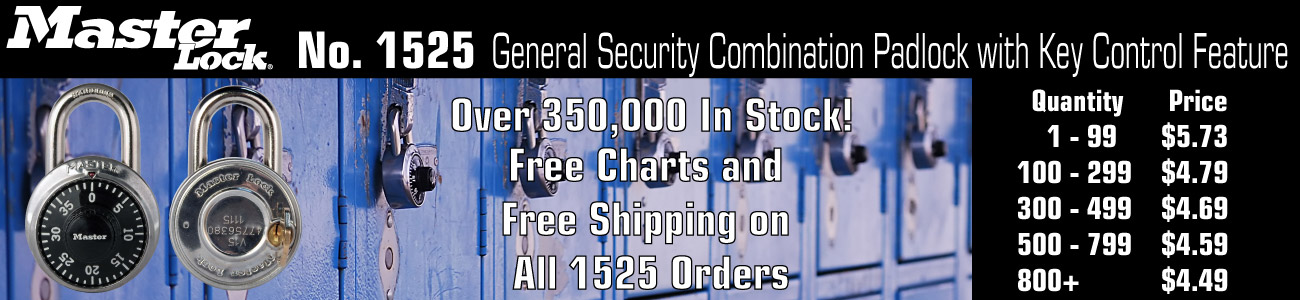 Master Lock®
No. 1525 General Security Combination Padlock with Key Control Feature
Over 350,000 In Stock!
Free Charts and
Free Shipping on
All 1525 Orders
Quantity Price
1 - 99 $5.73
100 - 299 $4.79
300 - 499 $4.69
500 - 799 $4.59
800+ $4.49
MASTER
0
5
10
15
20
25
30
35
Master
Master Lock
V15
47756380
1115
Master Lock